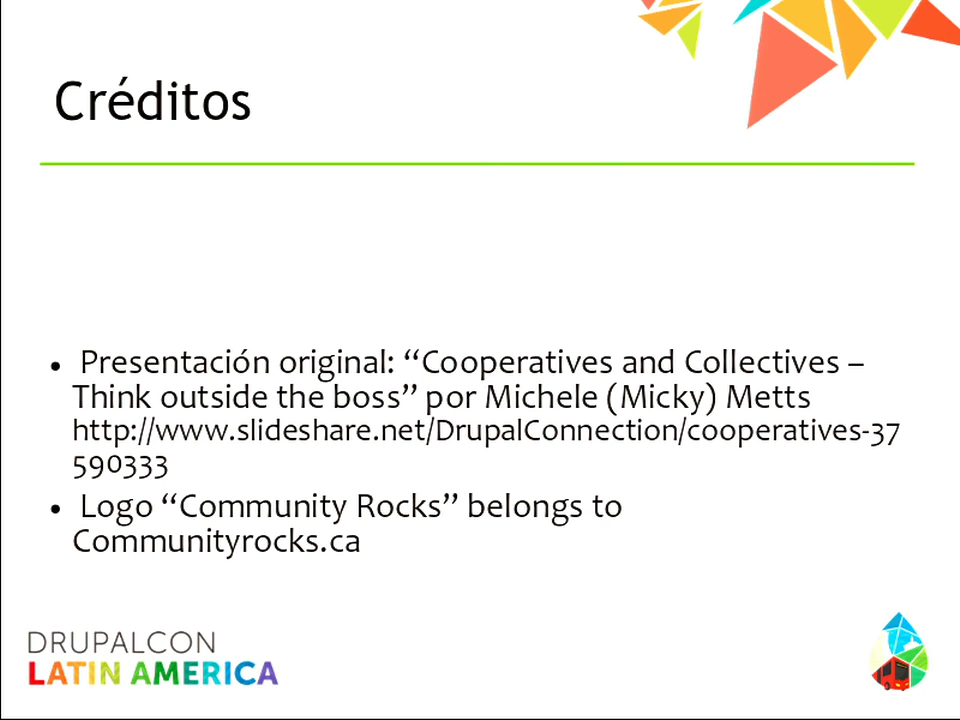 Créditos
• Presentación original: “Cooperatives and Collectives –
Think outside the boss” por Michele (Micky) Metts
http://www.slideshare.net/DrupalConnection/cooperatives-37
590333
• Logo “Community Rocks” belongs to
Communityrocks.ca
DRUPALCON
LATIN AMERICA